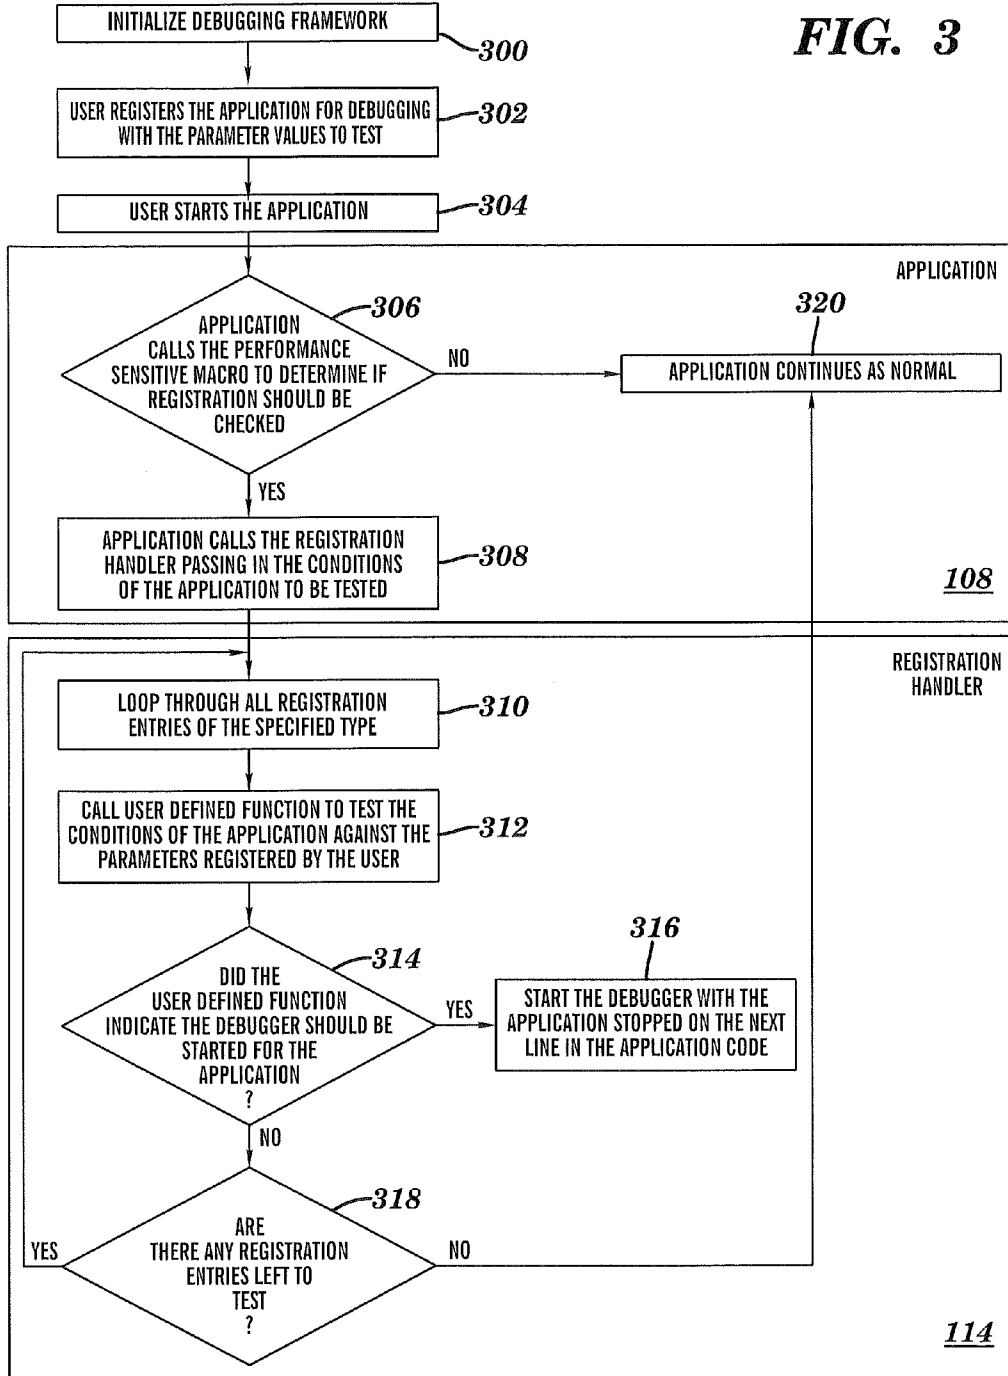 INITIALIZE DEBUGGING FRAMEWORK
300
FIG. 3
USER REGISTERS THE APPLICATION FOR DEBUGGING
WITH THE PARAMETER VALUES TO TEST
302
USER STARTS THE APPLICATION
304
APPLICATION
306
APPLICATION
CALLS THE PERFORMANCE
SENSITIVE MACRO TO DETERMINE IF
REGISTRATION SHOULD BE
CHECKED
NO
320
APPLICATION CONTINUES AS NORMAL
YES
APPLICATION CALLS THE REGISTRATION
HANDLER PASSING IN THE CONDITIONS
OF THE APPLICATION TO BE TESTED
308
108
REGISTRATION
HANDLER
LOOP THROUGH ALL REGISTRATION
ENTRIES OF THE SPECIFIED TYPE
310
CALL USER DEFINED FUNCTION TO TEST THE
CONDITIONS OF THE APPLICATION AGAINST THE
PARAMETERS REGISTERED BY THE USER
312
314
DID THE
USER DEFINED FUNCTION
INDICATE THE DEBUGGER SHOULD BE
STARTED FOR THE
APPLICATION
?
YES
316
START THE DEBUGGER WITH THE
APPLICATION STOPPED ON THE NEXT
LINE IN THE APPLICATION CODE
NO
318
ARE
THERE ANY REGISTRATION
ENTRIES LEFT TO
TEST
?
YES
NO
114